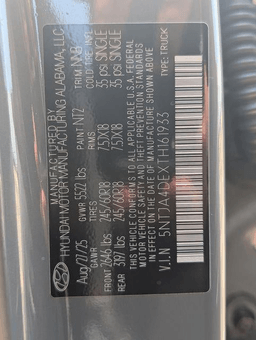 MANUFACTURED BY
HYUNDAI MOTOR MANUFACTURING ALABAMA, LLC
Aug/27/25 PAINT NT2 TRIM NNB
GVWR 5522 lbs
GAWR TIRES RIMS COLD TIRE INFL
FRONT 2646 lbs 245/60R18 7.5JX18 35 psi SINGLE
REAR 3197 lbs 245/60R18 7.5JX18 35 psi SINGLE
THIS VEHICLE CONFORMS TO ALL APPLICABLE FEDERAL
MOTOR VEHICLE SAFETY AND THEFT PREVENTION STANDARDS
IN EFFECT ON THE DATE OF MANUFACTURE SHOWN ABOVE
V.I.N 5NTJA4DEXTH161933 TYPE:TRUCK